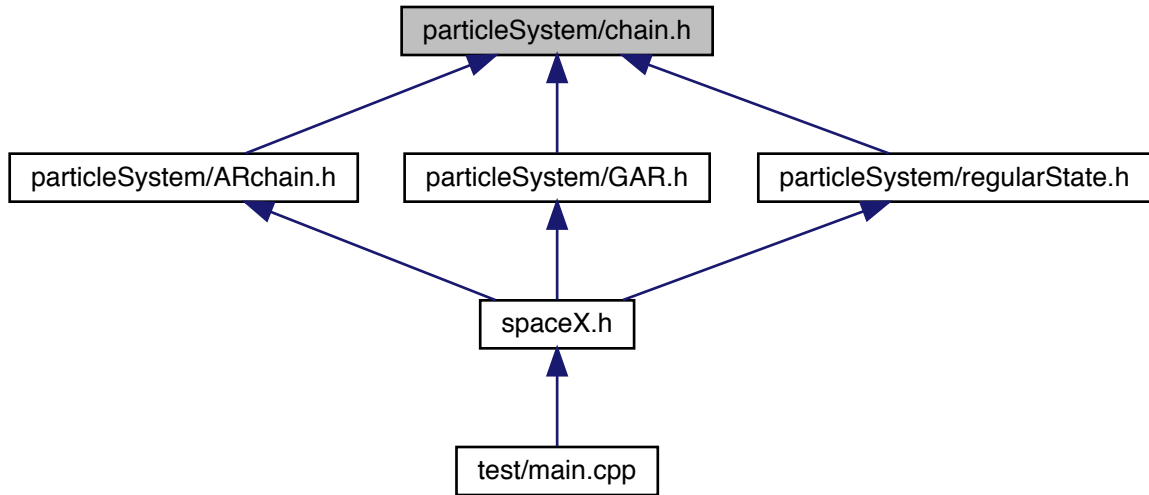 particleSystem/chain.h
particleSystem/ARchain.h
particleSystem/GAR.h
particleSystem/regularState.h
spaceX.h
test/main.cpp